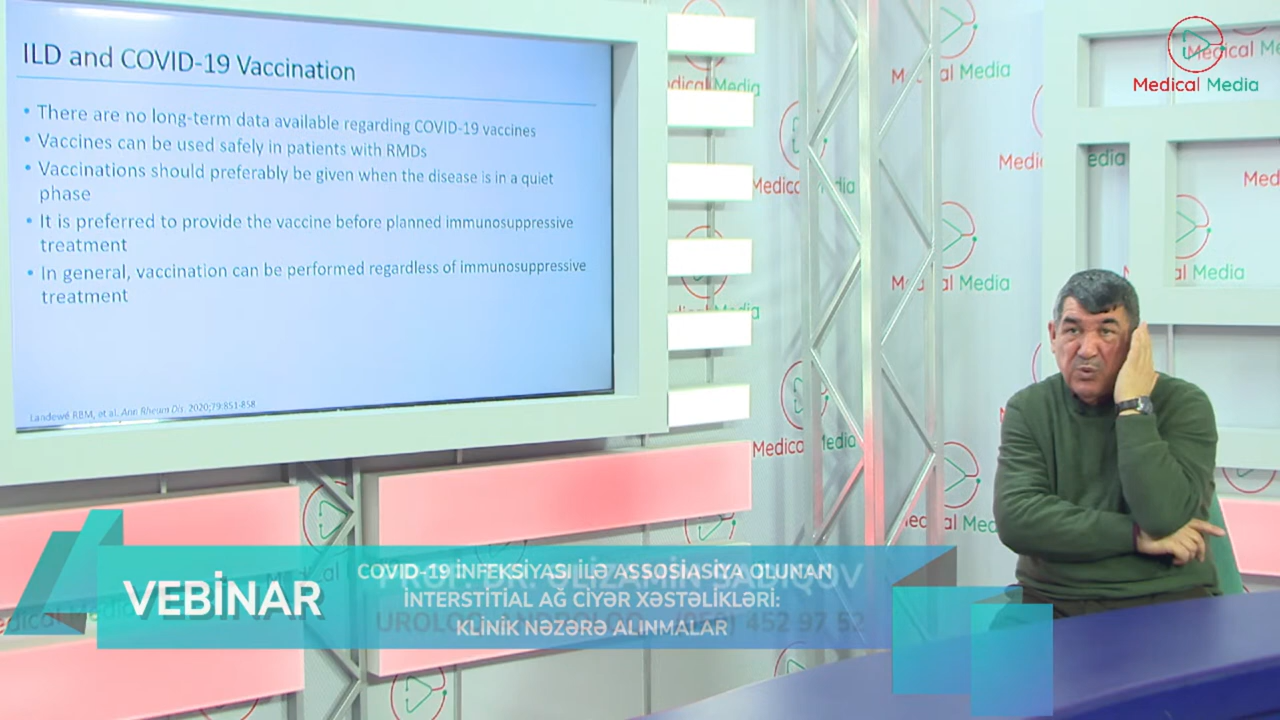 ILD and COVID-19 Vaccination
• There are no long-term data available regarding COVID-19 vaccines
• Vaccines can be used safely in patients with RMDs
• Vaccinations should preferably be given when the disease is in a quiet
phase
• It is preferred to provide the vaccine before planned immunosuppressive
treatment
• In general, vaccination can be performed regardless of immunosuppressive
treatment
Landewé RBM, et al. Ann Rheum Dis. 2020;79:851-858
Medical Media
VEBİNAR
COVID-19 İNFEKSİYASI İLƏ ASSOSİASİYA OLUNAN
İNTERSTİTİAL AĞ CİYƏR XƏSTƏLİKLƏRİ:
KLİNİK NƏZƏRƏ ALINMALAR
452 97 52